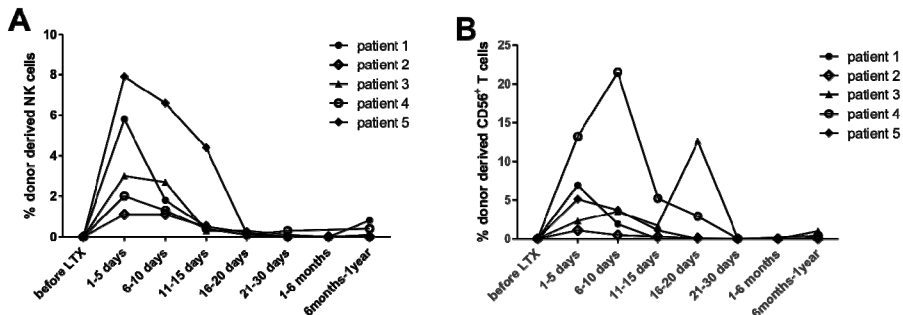 A
% donor derived NK cells
10
8
6
4
2
0
before LTX
1-5 days
6-10 days
11-15 days
16-20 days
21-30 days
1-6 months
6months-1year
patient 1
patient 2
patient 3
patient 4
patient 5
B
% donor derived CD56⁺ T cells
25
20
15
10
5
0
before LTX
1-5 days
6-10 days
11-15 days
16-20 days
21-30 days
1-6 months
6months-1year
patient 1
patient 2
patient 3
patient 4
patient 5